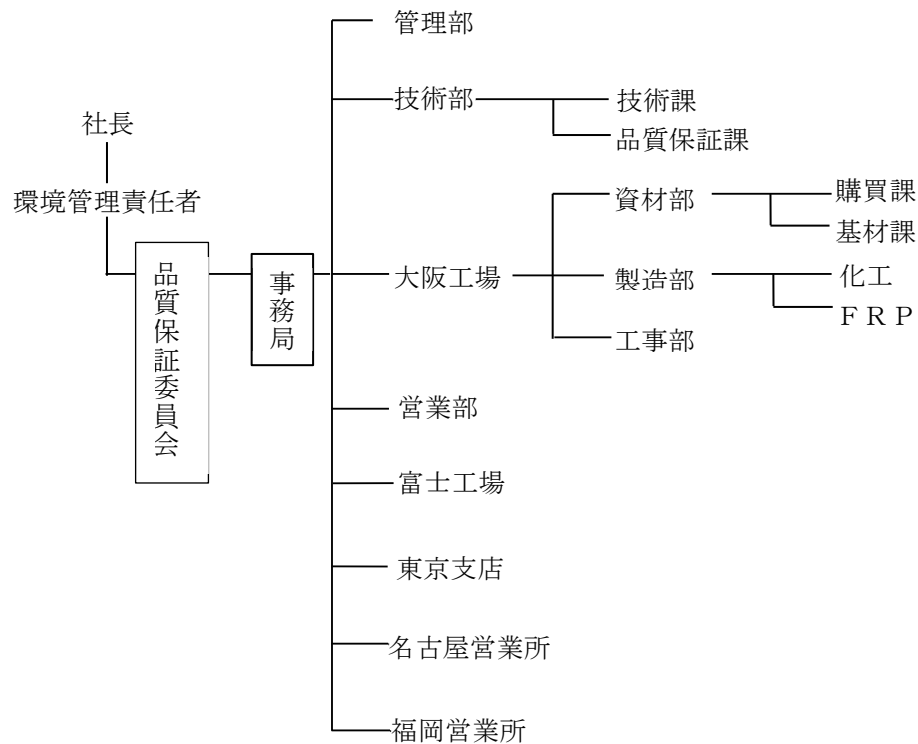 社長
環境管理責任者
品質保証委員会
事務局
管理部
技術部
技術課
品質保証課
大阪工場
資材部
購買課
基材課
製造部
化工
ＦＲＰ
工事部
営業部
富士工場
東京支店
名古屋営業所
福岡営業所